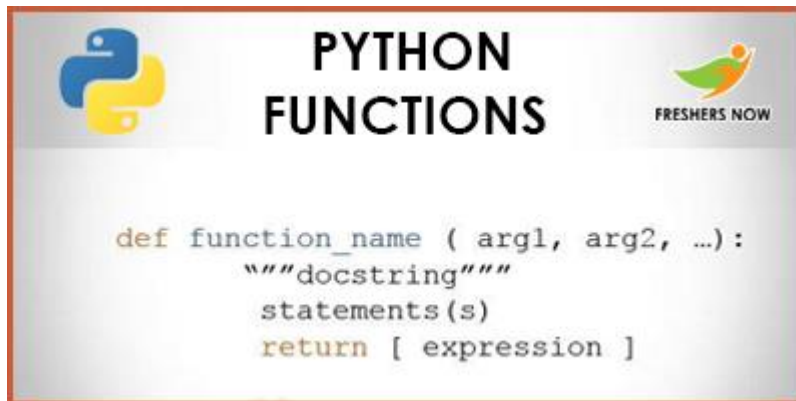 PYTHON
FUNCTIONS
FRESHERS NOW
def function_name ( arg1, arg2, …):
“””docstring”””
statements(s)
return [ expression ]